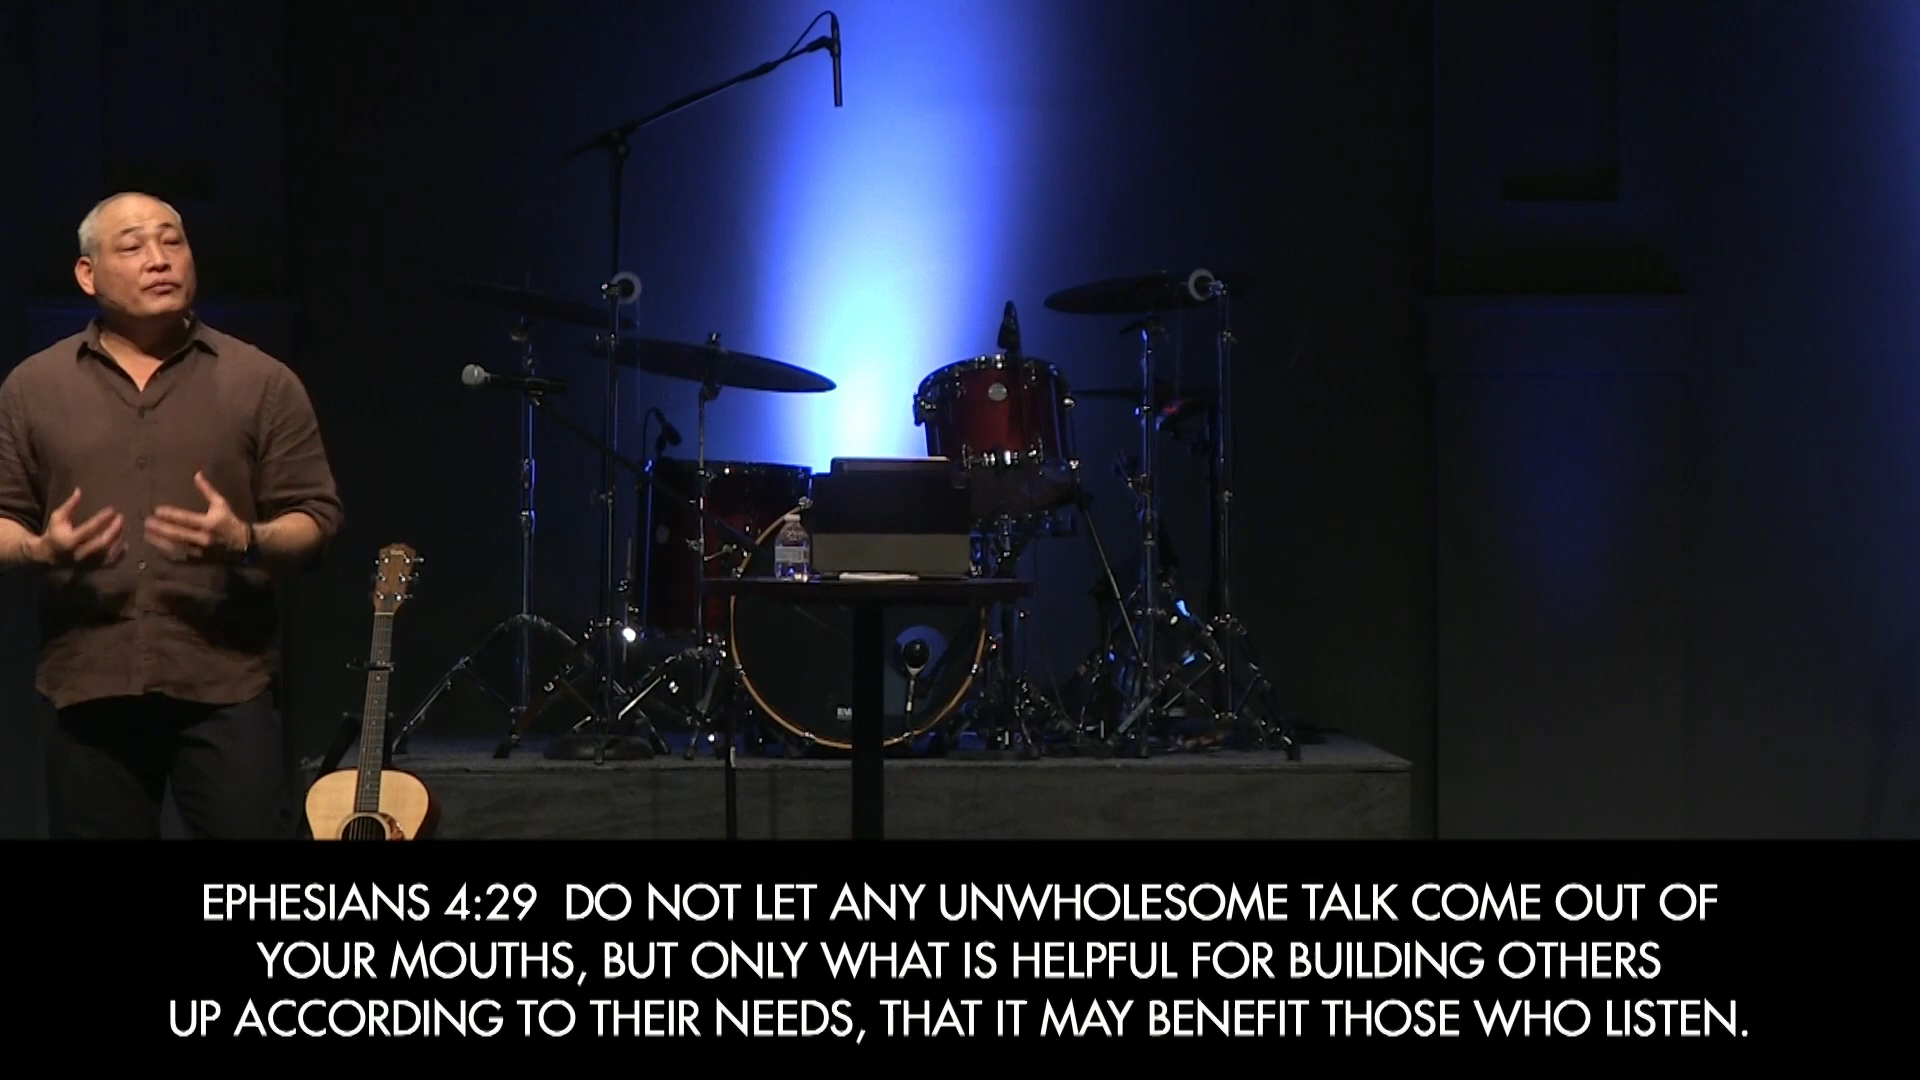 EPHESIANS 4:29 DO NOT LET ANY UNWHOLESOME TALK COME OUT OF
YOUR MOUTHS, BUT ONLY WHAT IS HELPFUL FOR BUILDING OTHERS
UP ACCORDING TO THEIR NEEDS, THAT IT MAY BENEFIT THOSE WHO LISTEN.